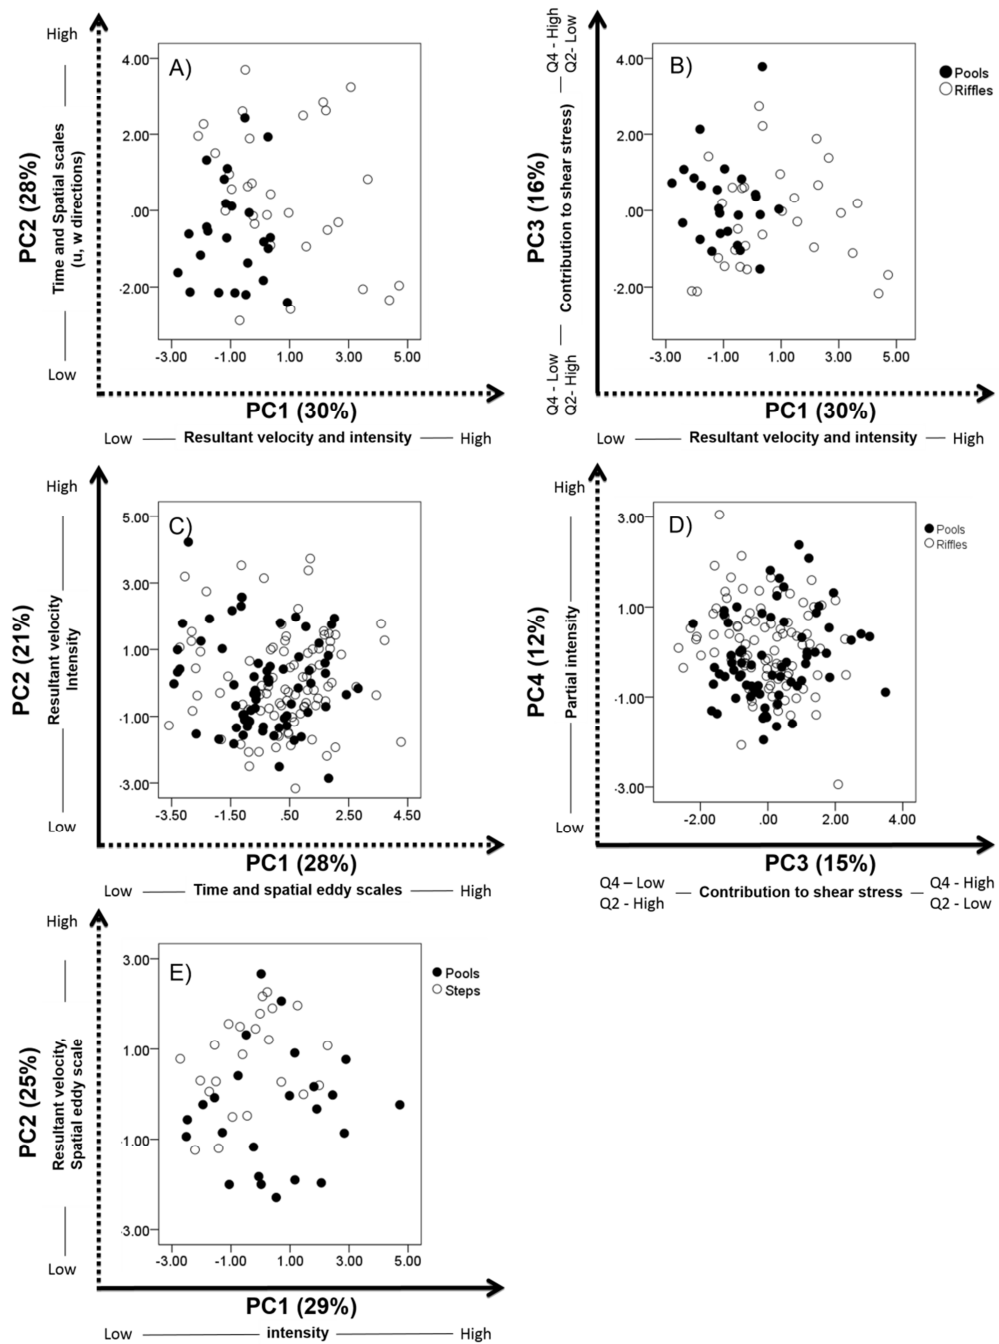 A)
High
PC2 (28%)
Time and Spatial scales
(u, w directions)
Low
4.00
2.00
.00
-2.00
-3.00 -1.00 1.00 3.00 5.00
PC1 (30%)
Low Resultant velocity and intensity High
B)
Q4 - High
Q2- Low
PC3 (16%)
Contribution to shear stress)
Q4 - Low
Q2- High
4.00
2.00
.00
-2.00
-3.00 -1.00 1.00 3.00 5.00
PC1 (30%)
Low Resultant velocity and intensity High
Pools
Riffles
C)
High
PC2 (21%)
Resultant velocity
Intensity
Low
5.00
3.00
1.00
-1.00
-3.00
-3.50 -1.50 .50 2.50 4.50
PC1 (28%)
Low Time and spatial eddy scales High
D)
High
PC4 (12%)
Partial intensity
Low
3.00
1.00
-1.00
-3.00
-2.00 .00 2.00 4.00
PC3 (15%)
Q4 – Low Contribution to shear stress Q4 - High
Q2 - High Q2 - Low
Pools
Riffles
E)
High
PC2 (25%)
Resultant velocity,
Spatial eddy scale
Low
3.00
1.00
-1.00
-3.00
-3.00 -1.00 1.00 3.00 5.00
PC1 (29%)
Low intensity High
Pools
Steps